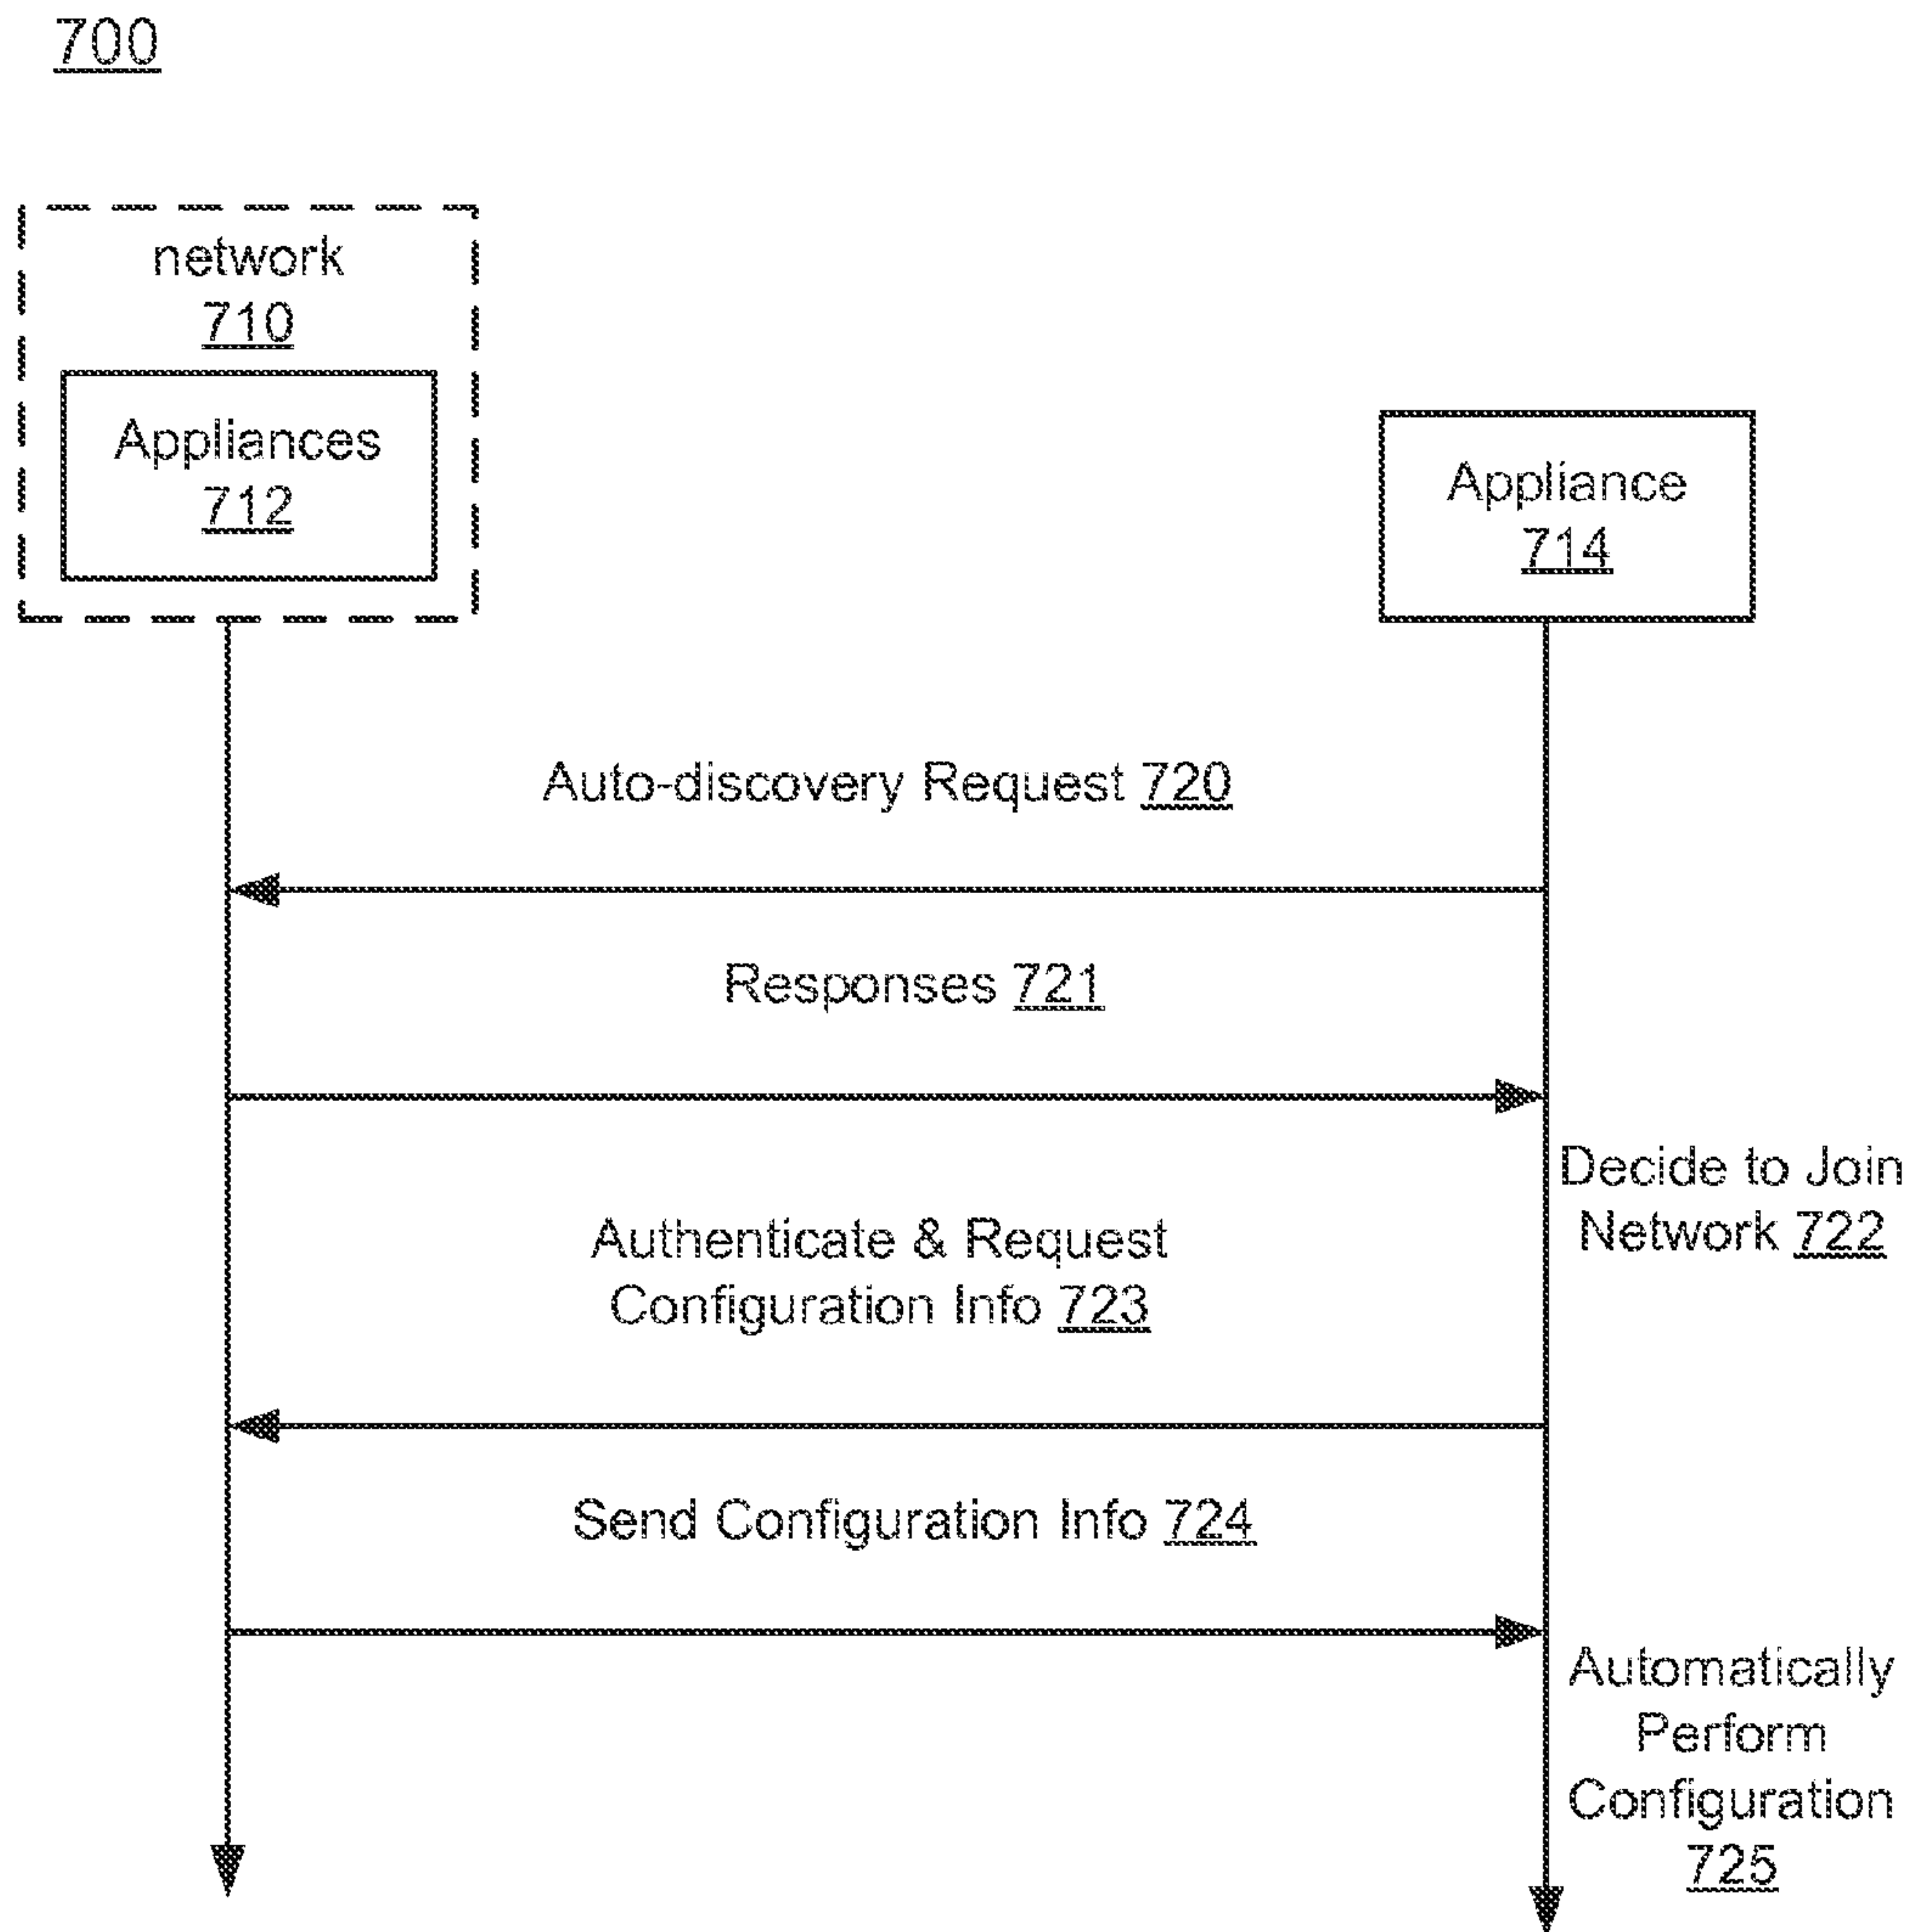 700
network
710
Appliances
712
Appliance
714
Auto-discovery Request 720
Responses 721
Decide to Join
Network 722
Authenticate & Request
Configuration Info 723
Send Configuration Info 724
Automatically
Perform
Configuration
725